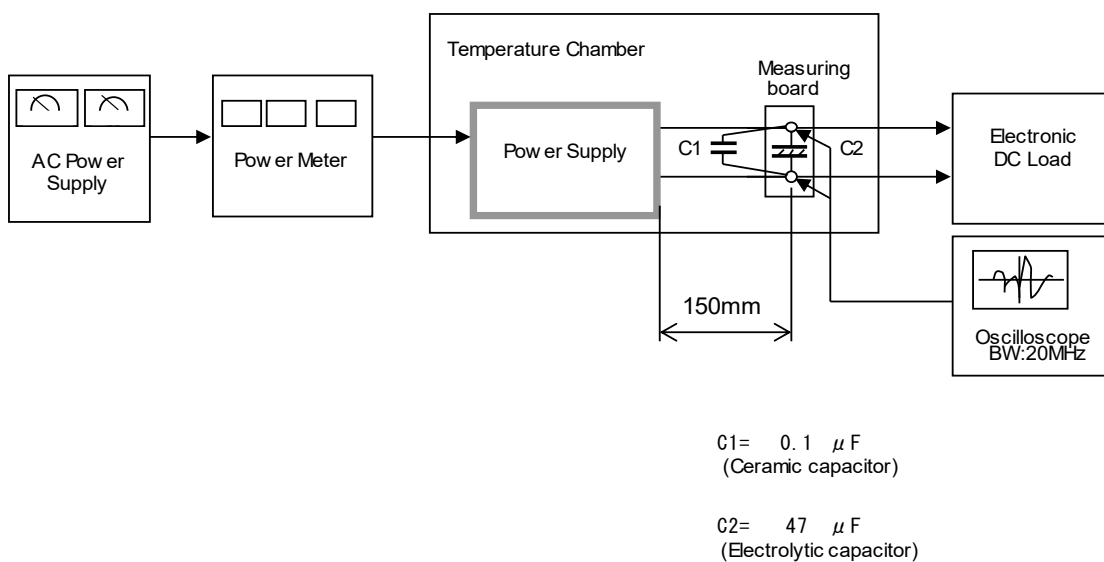 Temperature Chamber
Measuring
board
AC Power
Supply
Power Meter
Power Supply
C1
C2
Electronic
DC Load
150mm
Oscilloscope
BW:20MHz
C1= 0.1 μF
(Ceramic capacitor)
C2= 47 μF
(Electrolytic capacitor)